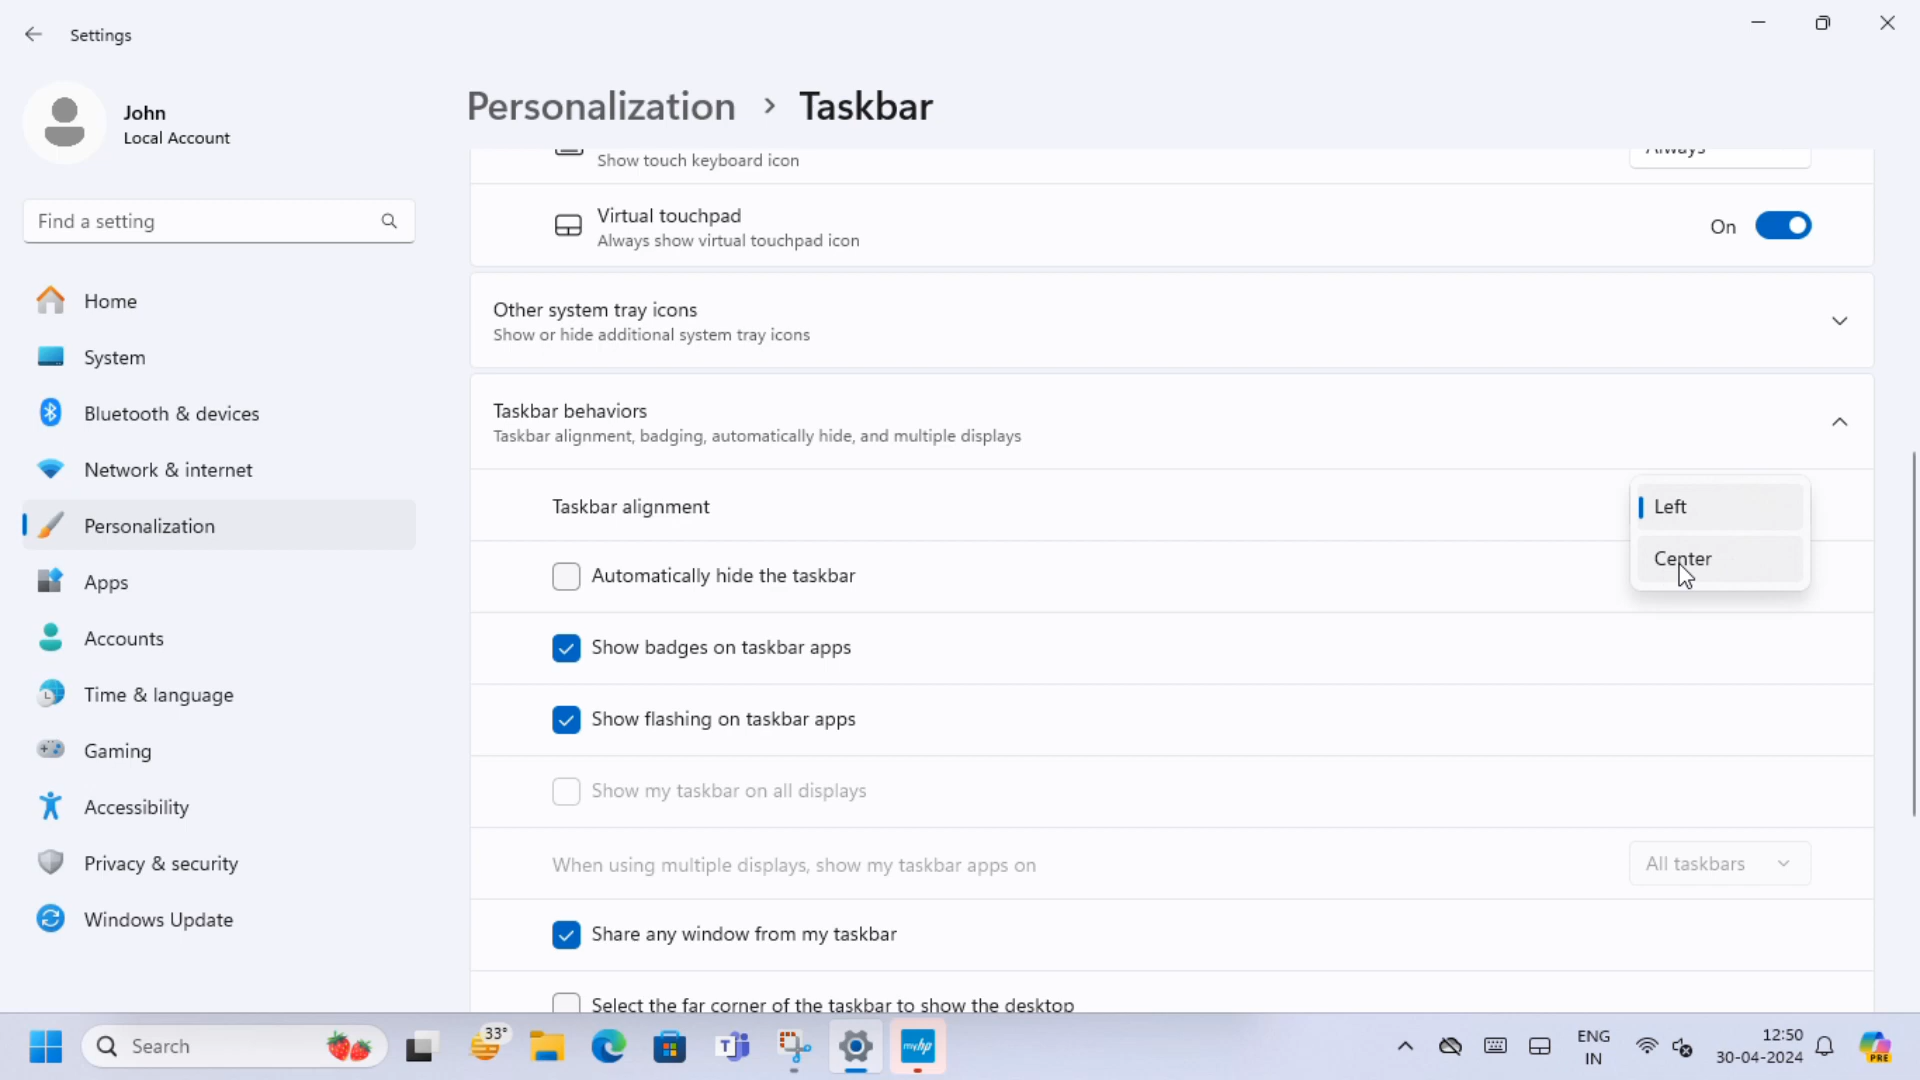 Settings
John
Local Account
Find a setting
Home
System
Bluetooth & devices
Network & internet
Personalization
Apps
Accounts
Time & language
Gaming
Accessibility
Privacy & security
Windows Update
Personalization > Taskbar
Show touch keyboard icon
Always
Virtual touchpad
Always show virtual touchpad icon
On
Other system tray icons
Show or hide additional system tray icons
Taskbar behaviors
Taskbar alignment, badging, automatically hide, and multiple displays
Taskbar alignment
Left
Center
Automatically hide the taskbar
Show badges on taskbar apps
Show flashing on taskbar apps
Show my taskbar on all displays
When using multiple displays, show my taskbar apps on
All taskbars
Share any window from my taskbar
Select the far corner of the taskbar to show the desktop
Search
33°
myhp
ENG
IN
12:50
30-04-2024
PRE